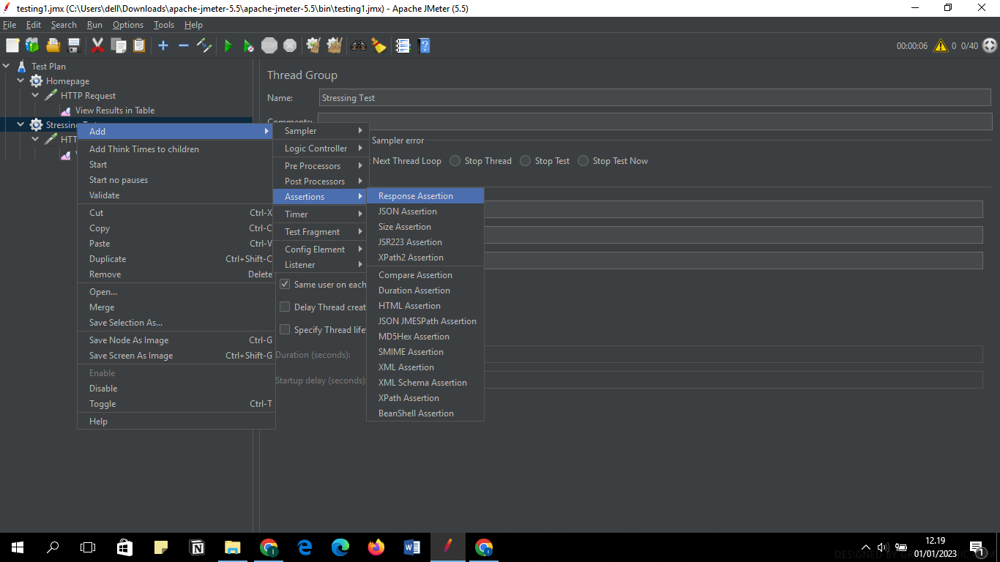 testing1.jmx (C:\Users\dell\Downloads\apache-jmeter-5.5\apache-jmeter-5.5\bin\testing1.jmx) - Apache JMeter (5.5)
File Edit Search Run Options Tools Help
STOP 00:00:06 0 0/40
Test Plan
Homepage
HTTP Request
View Results in Table
Stressing
HTT
Thread Group
Name: Stressing Test
Comments:
Sampler error
Next Thread Loop Stop Thread Stop Test Stop Test Now
Same user on each
Delay Thread creat
Specify Thread life
Duration (seconds):
Startup delay (seconds)
Add
Add Think Times to children
Start
Start no pauses
Validate
Cut Ctrl-X
Copy Ctrl-C
Paste Ctrl-V
Duplicate Ctrl+Shift-C
Remove Delete
Open...
Merge
Save Selection As...
Save Node As Image Ctrl-G
Save Screen As Image Ctrl+Shift-G
Enable
Disable
Toggle Ctrl-T
Help
Sampler
Logic Controller
Pre Processors
Post Processors
Assertions
Timer
Test Fragment
Config Element
Listener
Response Assertion
JSON Assertion
Size Assertion
JSR223 Assertion
XPath2 Assertion
Compare Assertion
Duration Assertion
HTML Assertion
JSON JMESPath Assertion
MD5Hex Assertion
SMIME Assertion
XML Assertion
XML Schema Assertion
XPath Assertion
BeanShell Assertion
12.19
01/01/2023
1
DESIGNED BY